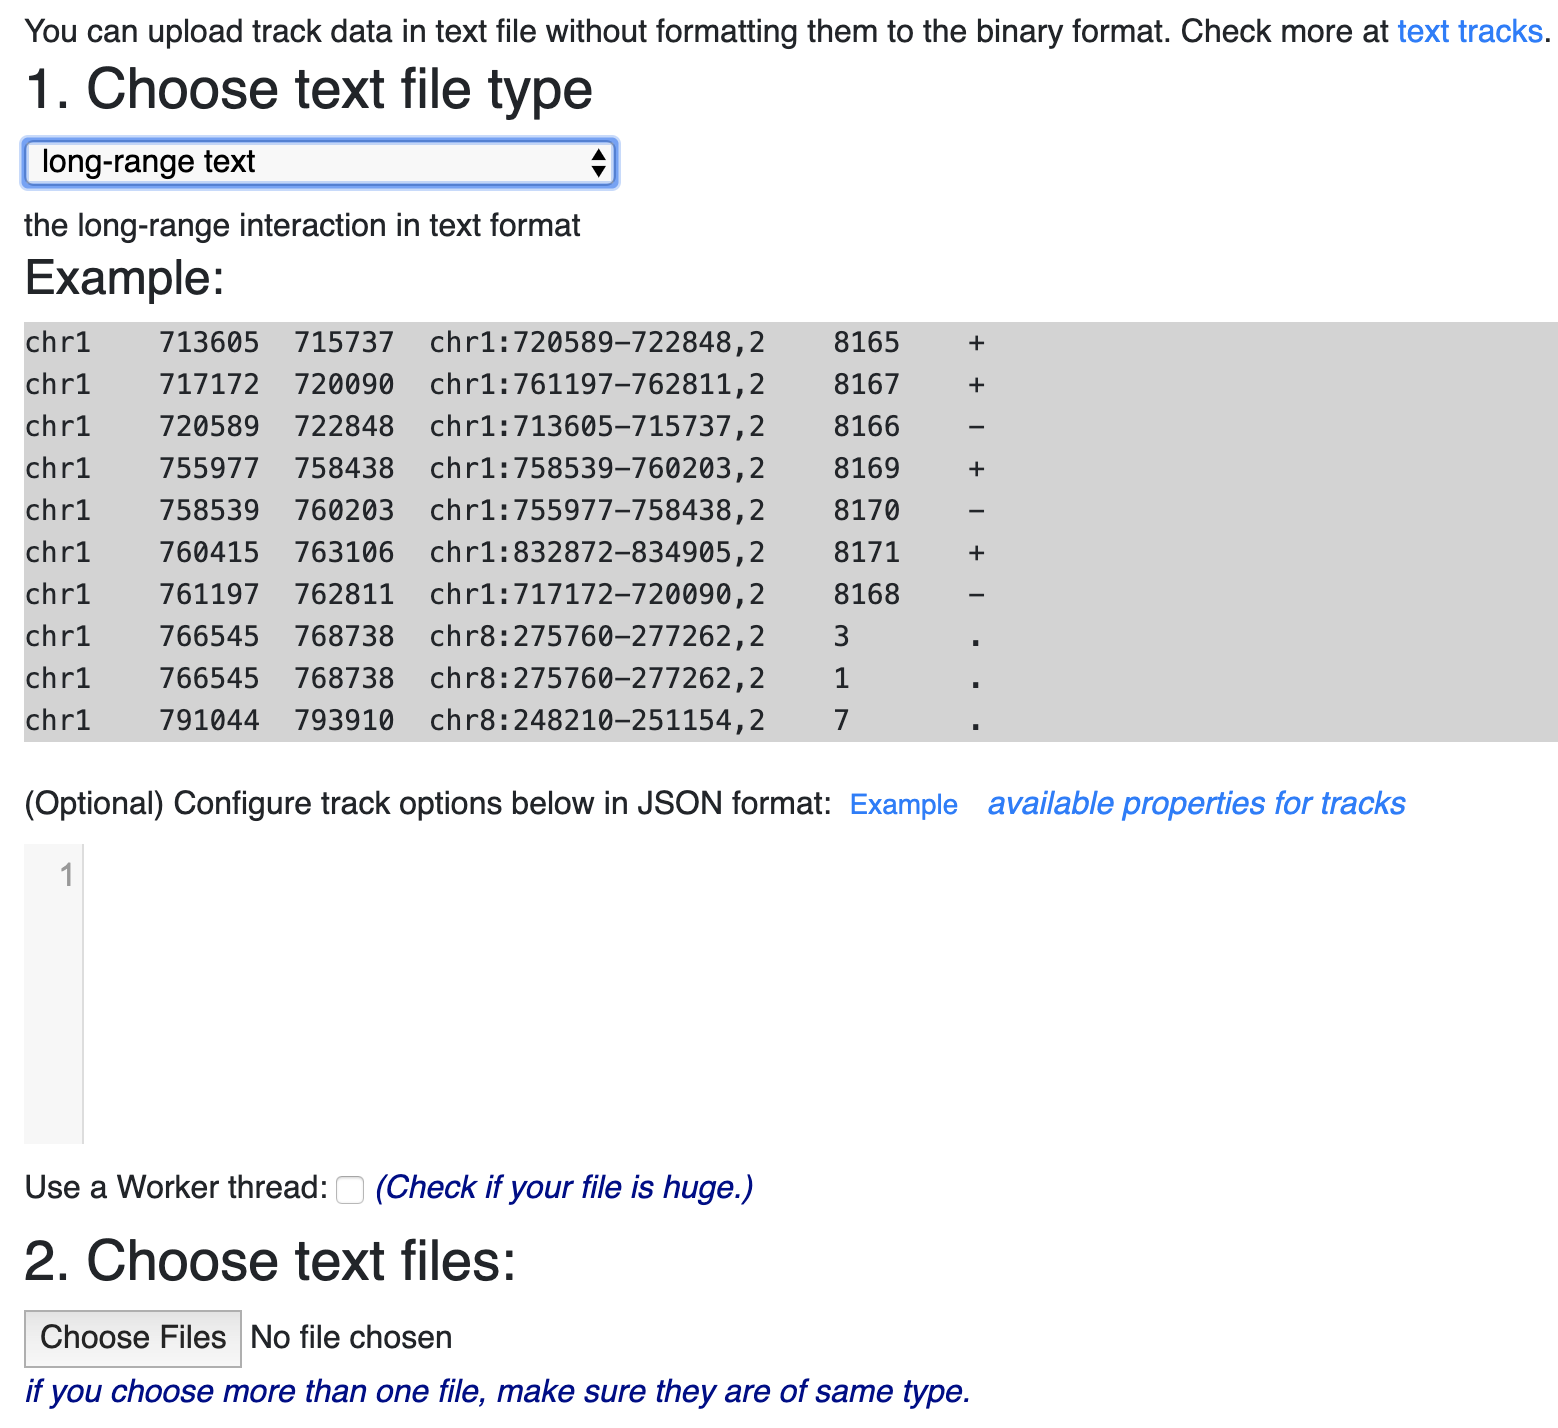 You can upload track data in text file without formatting them to the binary format. Check more at text tracks.
1. Choose text file type
long-range text
the long-range interaction in text format
Example:
chr1    713605  715737  chr1:720589-722848,2    8165    +
chr1    717172  720090  chr1:761197-762811,2    8167    +
chr1    720589  722848  chr1:713605-715737,2    8166    -
chr1    755977  758438  chr1:758539-760203,2    8169    +
chr1    758539  760203  chr1:755977-758438,2    8170    -
chr1    760415  763106  chr1:832872-834905,2    8171    +
chr1    761197  762811  chr1:717172-720090,2    8168    -
chr1    766545  768738  chr8:275760-277262,2    3       .
chr1    766545  768738  chr8:275760-277262,2    1       .
chr1    791044  793910  chr8:248210-251154,2    7       .
(Optional) Configure track options below in JSON format: Example available properties for tracks
1
Use a Worker thread: (Check if your file is huge.)
2. Choose text files:
Choose Files No file chosen
if you choose more than one file, make sure they are of same type.